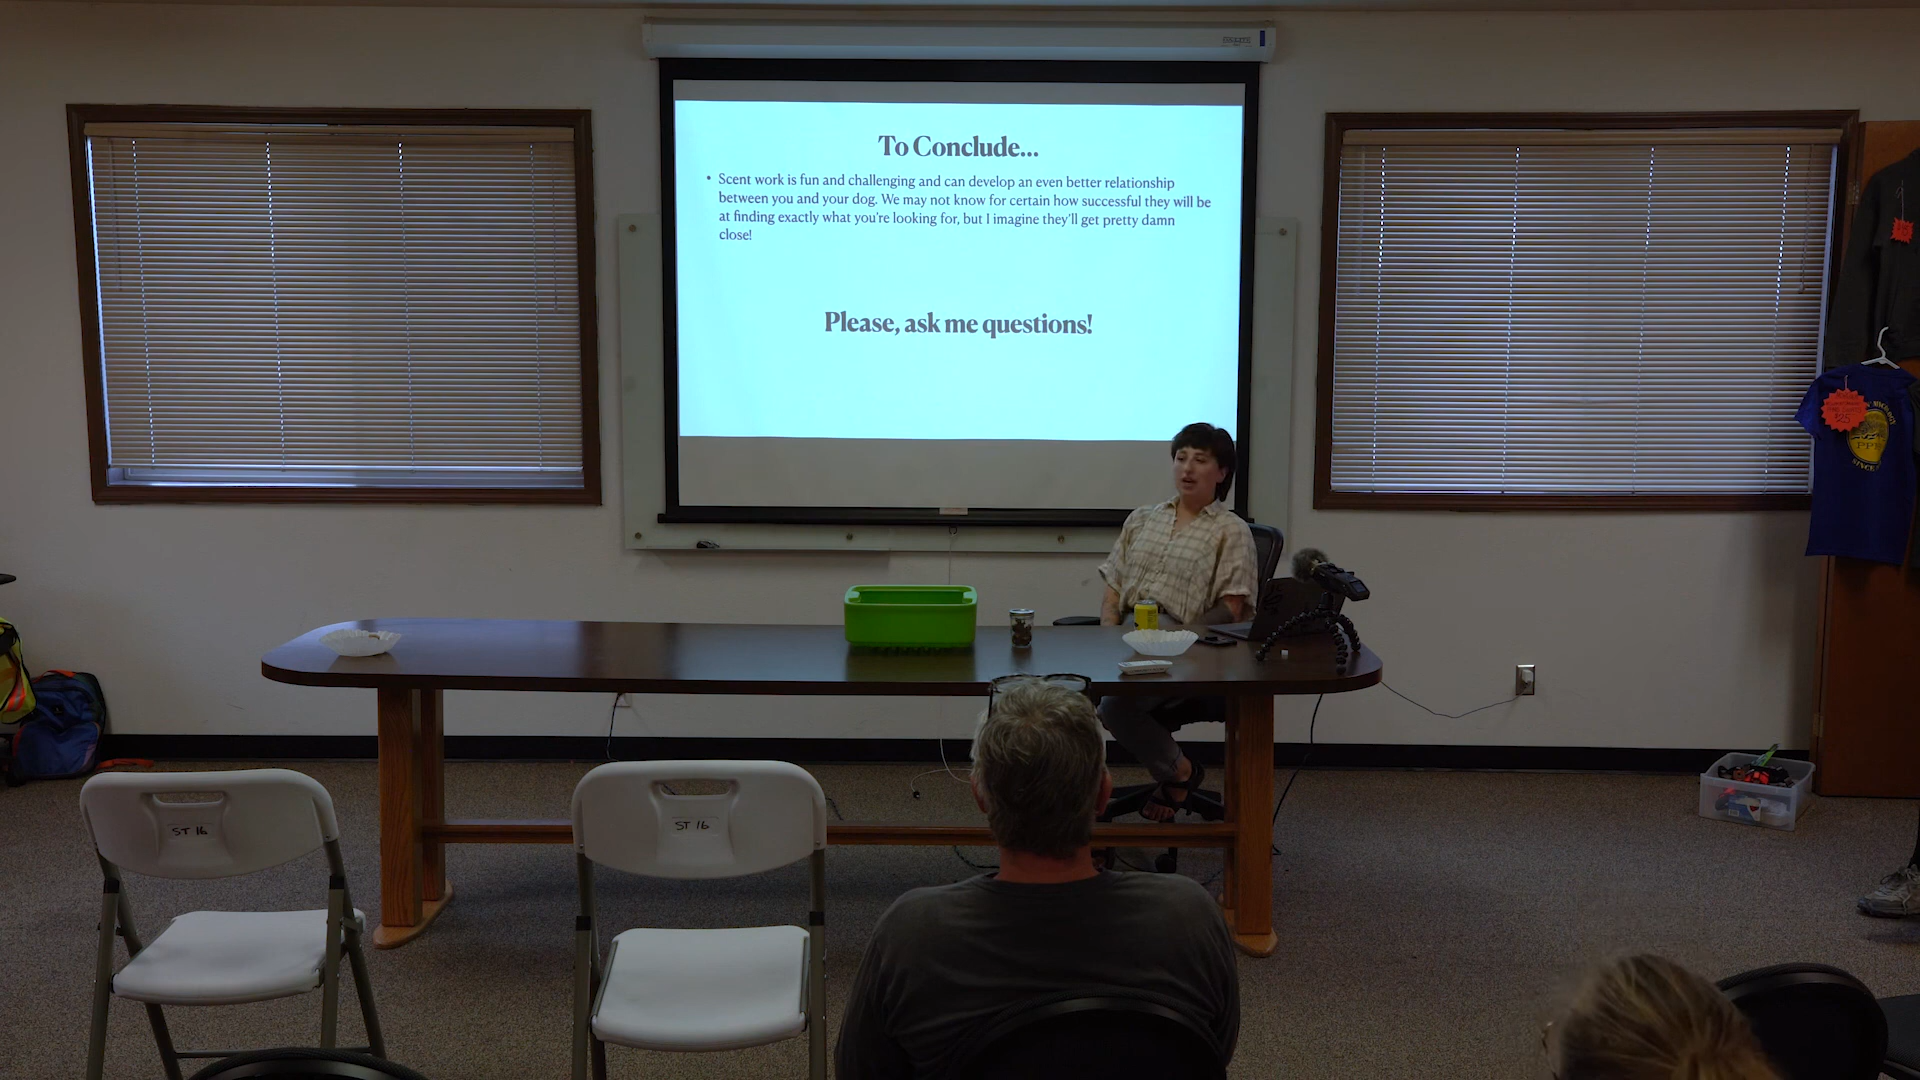 To Conclude...
• Scent work is fun and challenging and can develop an even better relationship
between you and your dog. We may not know for certain how successful they will be
at finding exactly what you're looking for, but I imagine they'll get pretty damn
close!
Please, ask me questions!
$25
SINCE
ST 16
ST 16